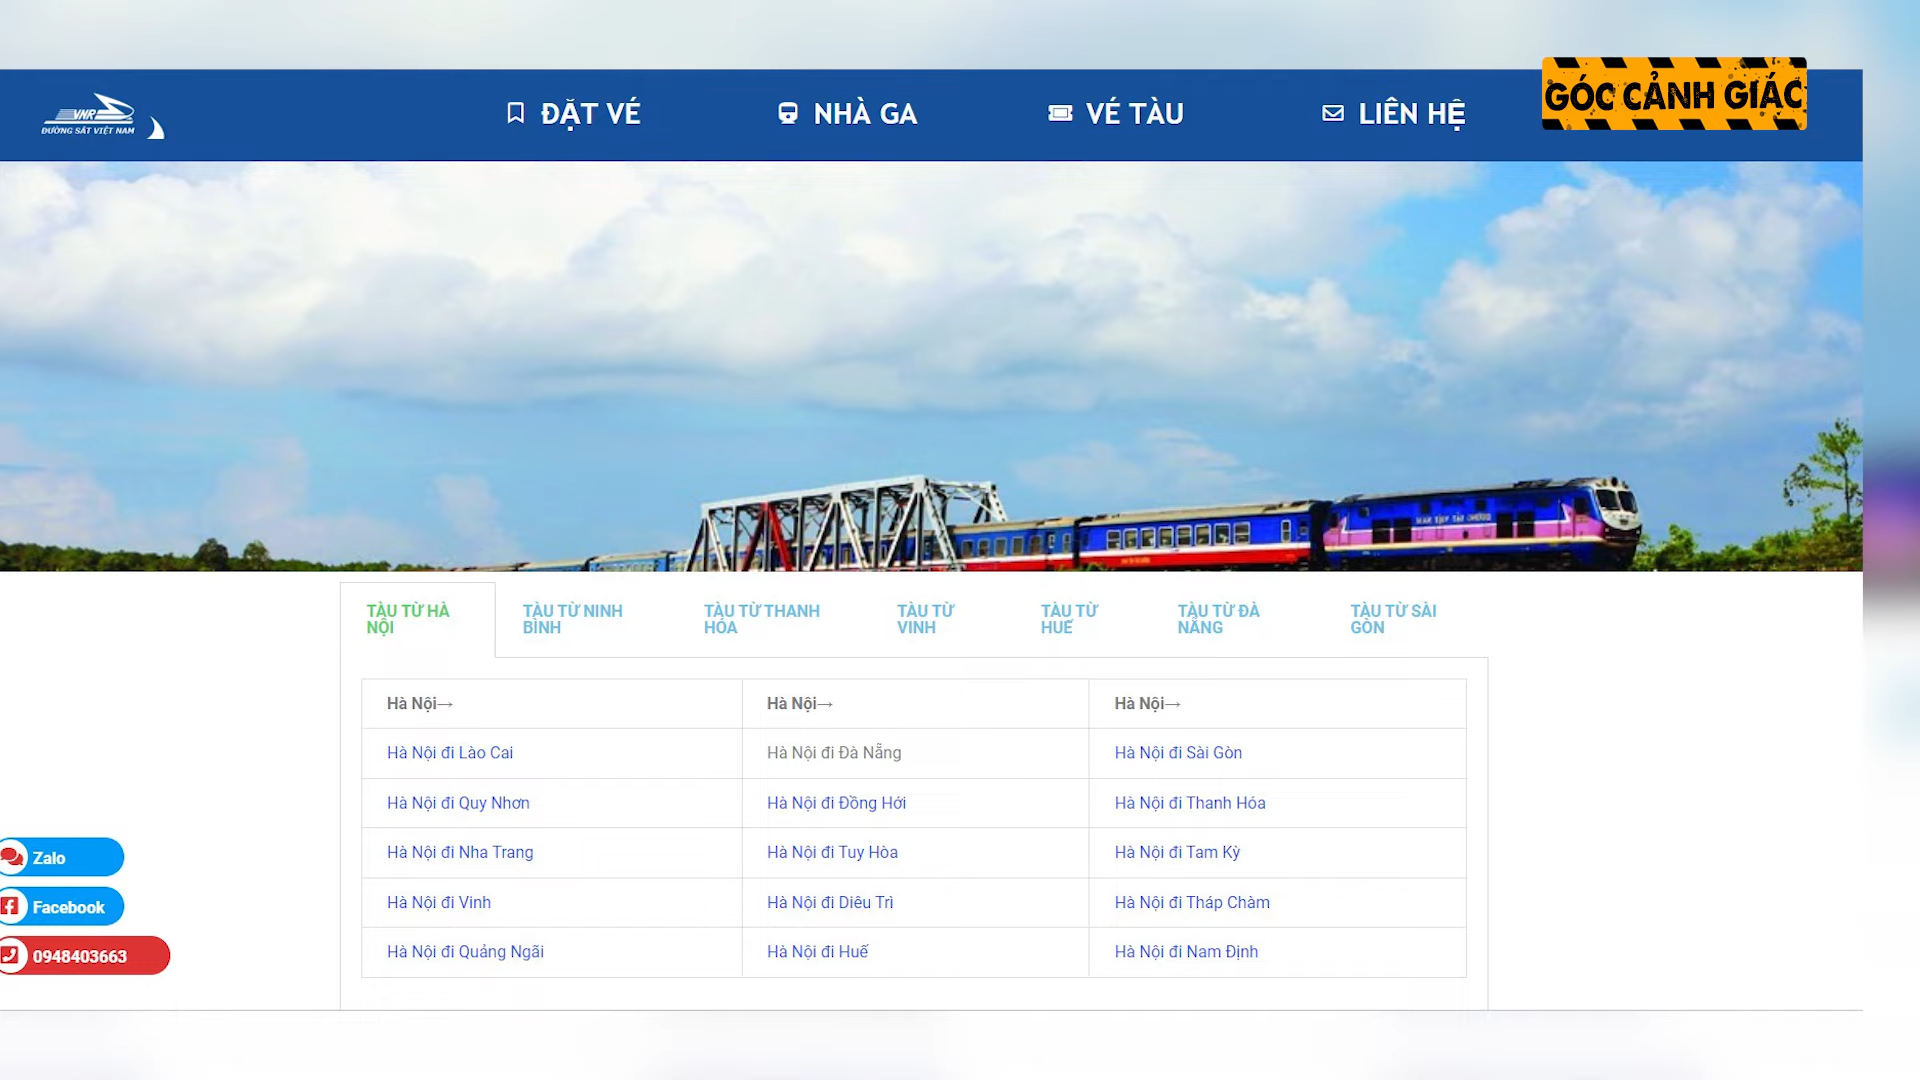 VNR
ĐƯỜNG SẮT VIỆT NAM
ĐẶT VÉ
NHÀ GA
VÉ TÀU
LIÊN HỆ
GÓC CẢNH GIÁC
TÀU TỪ HÀ
NỘI
TÀU TỪ NINH
BÌNH
TÀU TỪ THANH
HÓA
TÀU TỪ
VINH
TÀU TỪ
HUẾ
TÀU TỪ ĐÀ
NẴNG
TÀU TỪ SÀI
GÒN
Hà Nội→
Hà Nội→
Hà Nội→
Hà Nội đi Lào Cai
Hà Nội đi Đà Nẵng
Hà Nội đi Sài Gòn
Hà Nội đi Quy Nhơn
Hà Nội đi Đồng Hới
Hà Nội đi Thanh Hóa
Hà Nội đi Nha Trang
Hà Nội đi Tuy Hòa
Hà Nội đi Tam Kỳ
Hà Nội đi Vinh
Hà Nội đi Diêu Trì
Hà Nội đi Tháp Chàm
Hà Nội đi Quảng Ngãi
Hà Nội đi Huế
Hà Nội đi Nam Định
Zalo
Facebook
0948403663